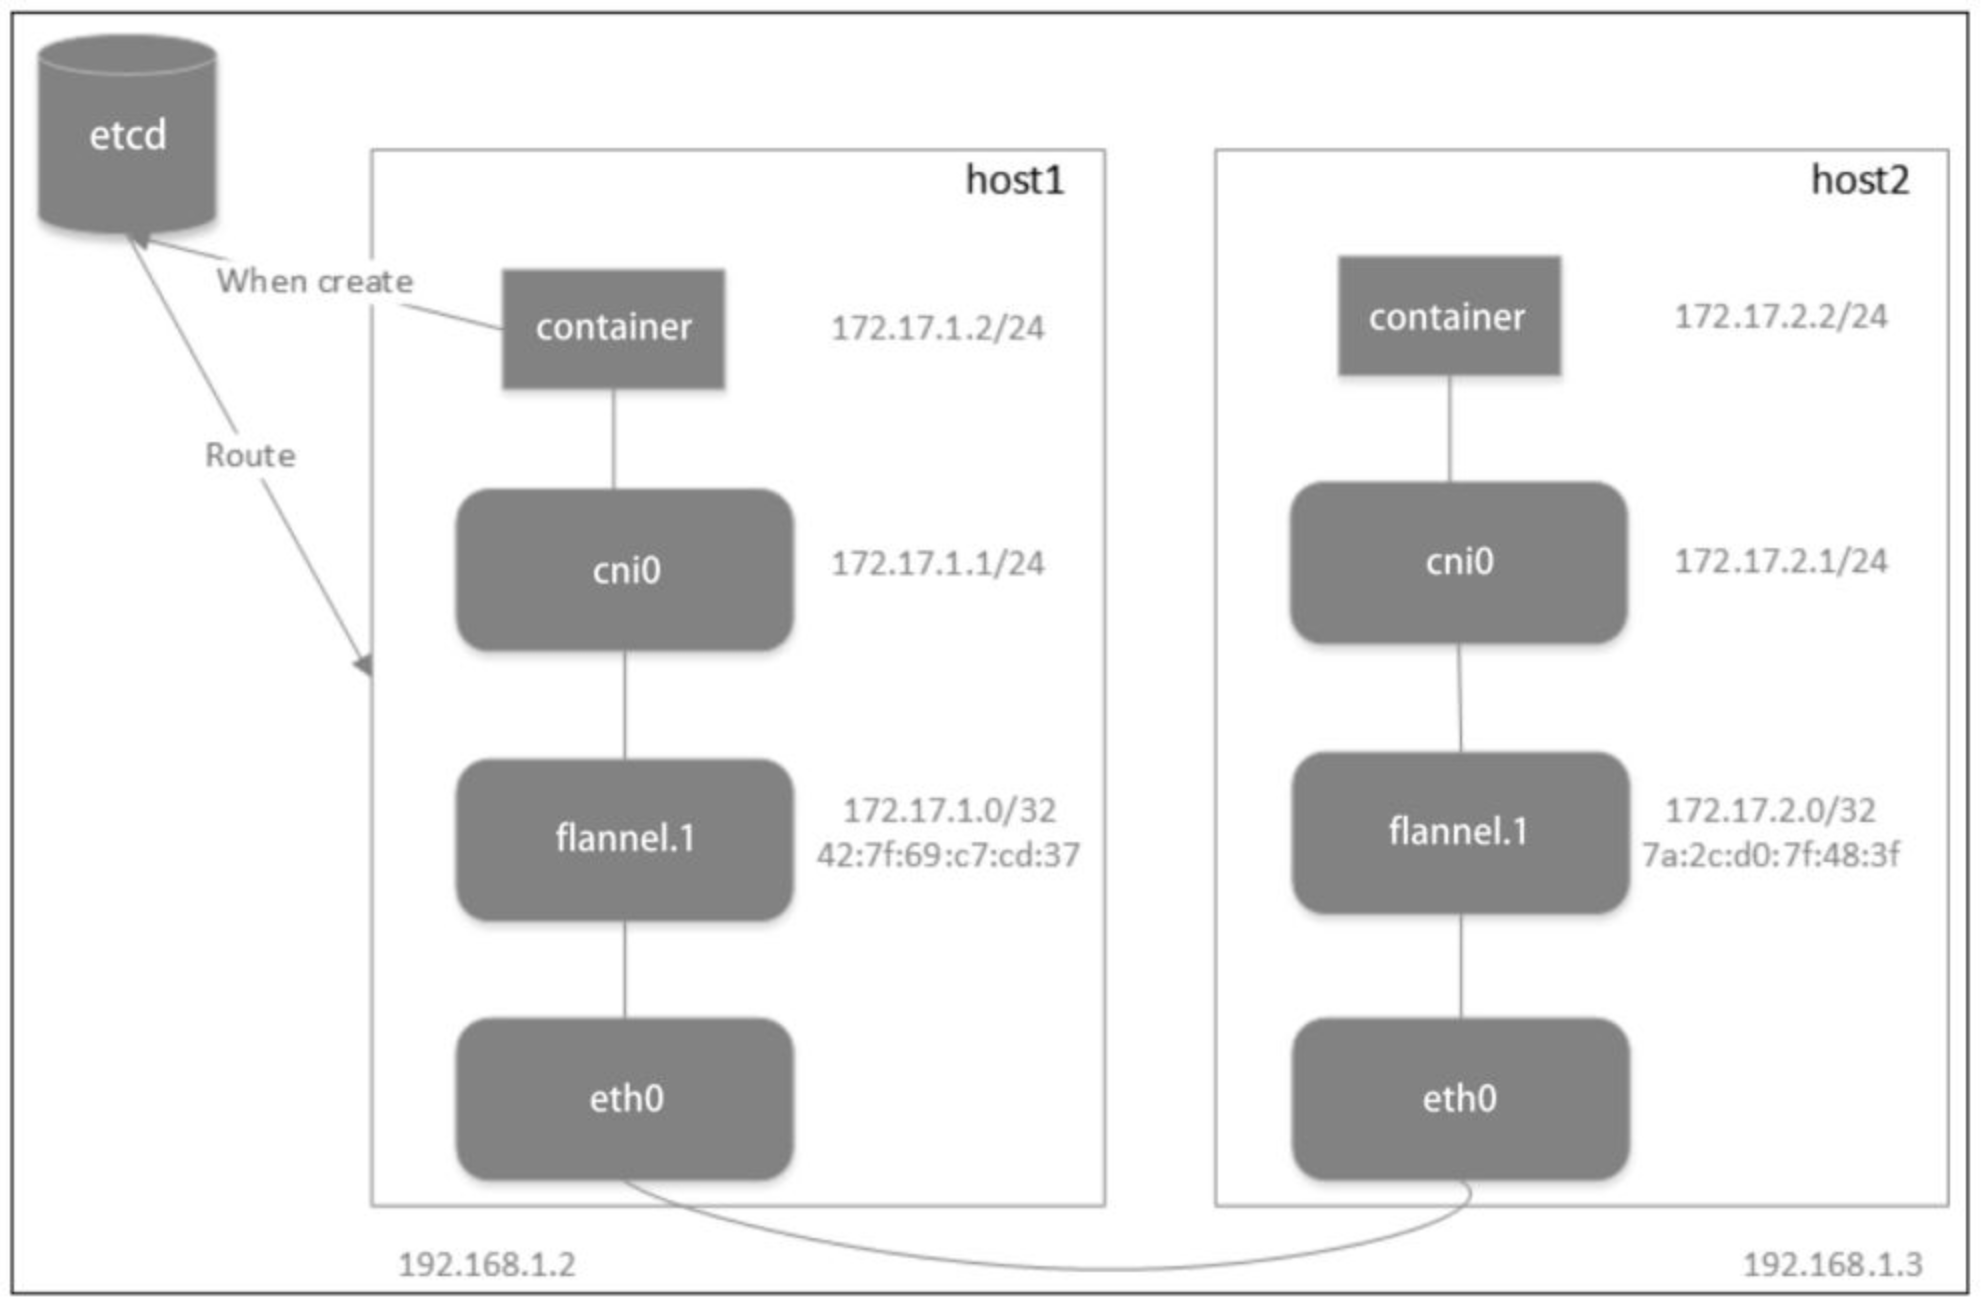 etcd
host1
host2
When create
container
172.17.1.2/24
container
172.17.2.2/24
Route
cni0
172.17.1.1/24
cni0
172.17.2.1/24
flannel.1
172.17.1.0/32
42:7f:69:c7:cd:37
flannel.1
172.17.2.0/32
7a:2c:d0:7f:48:3f
eth0
eth0
192.168.1.2
192.168.1.3